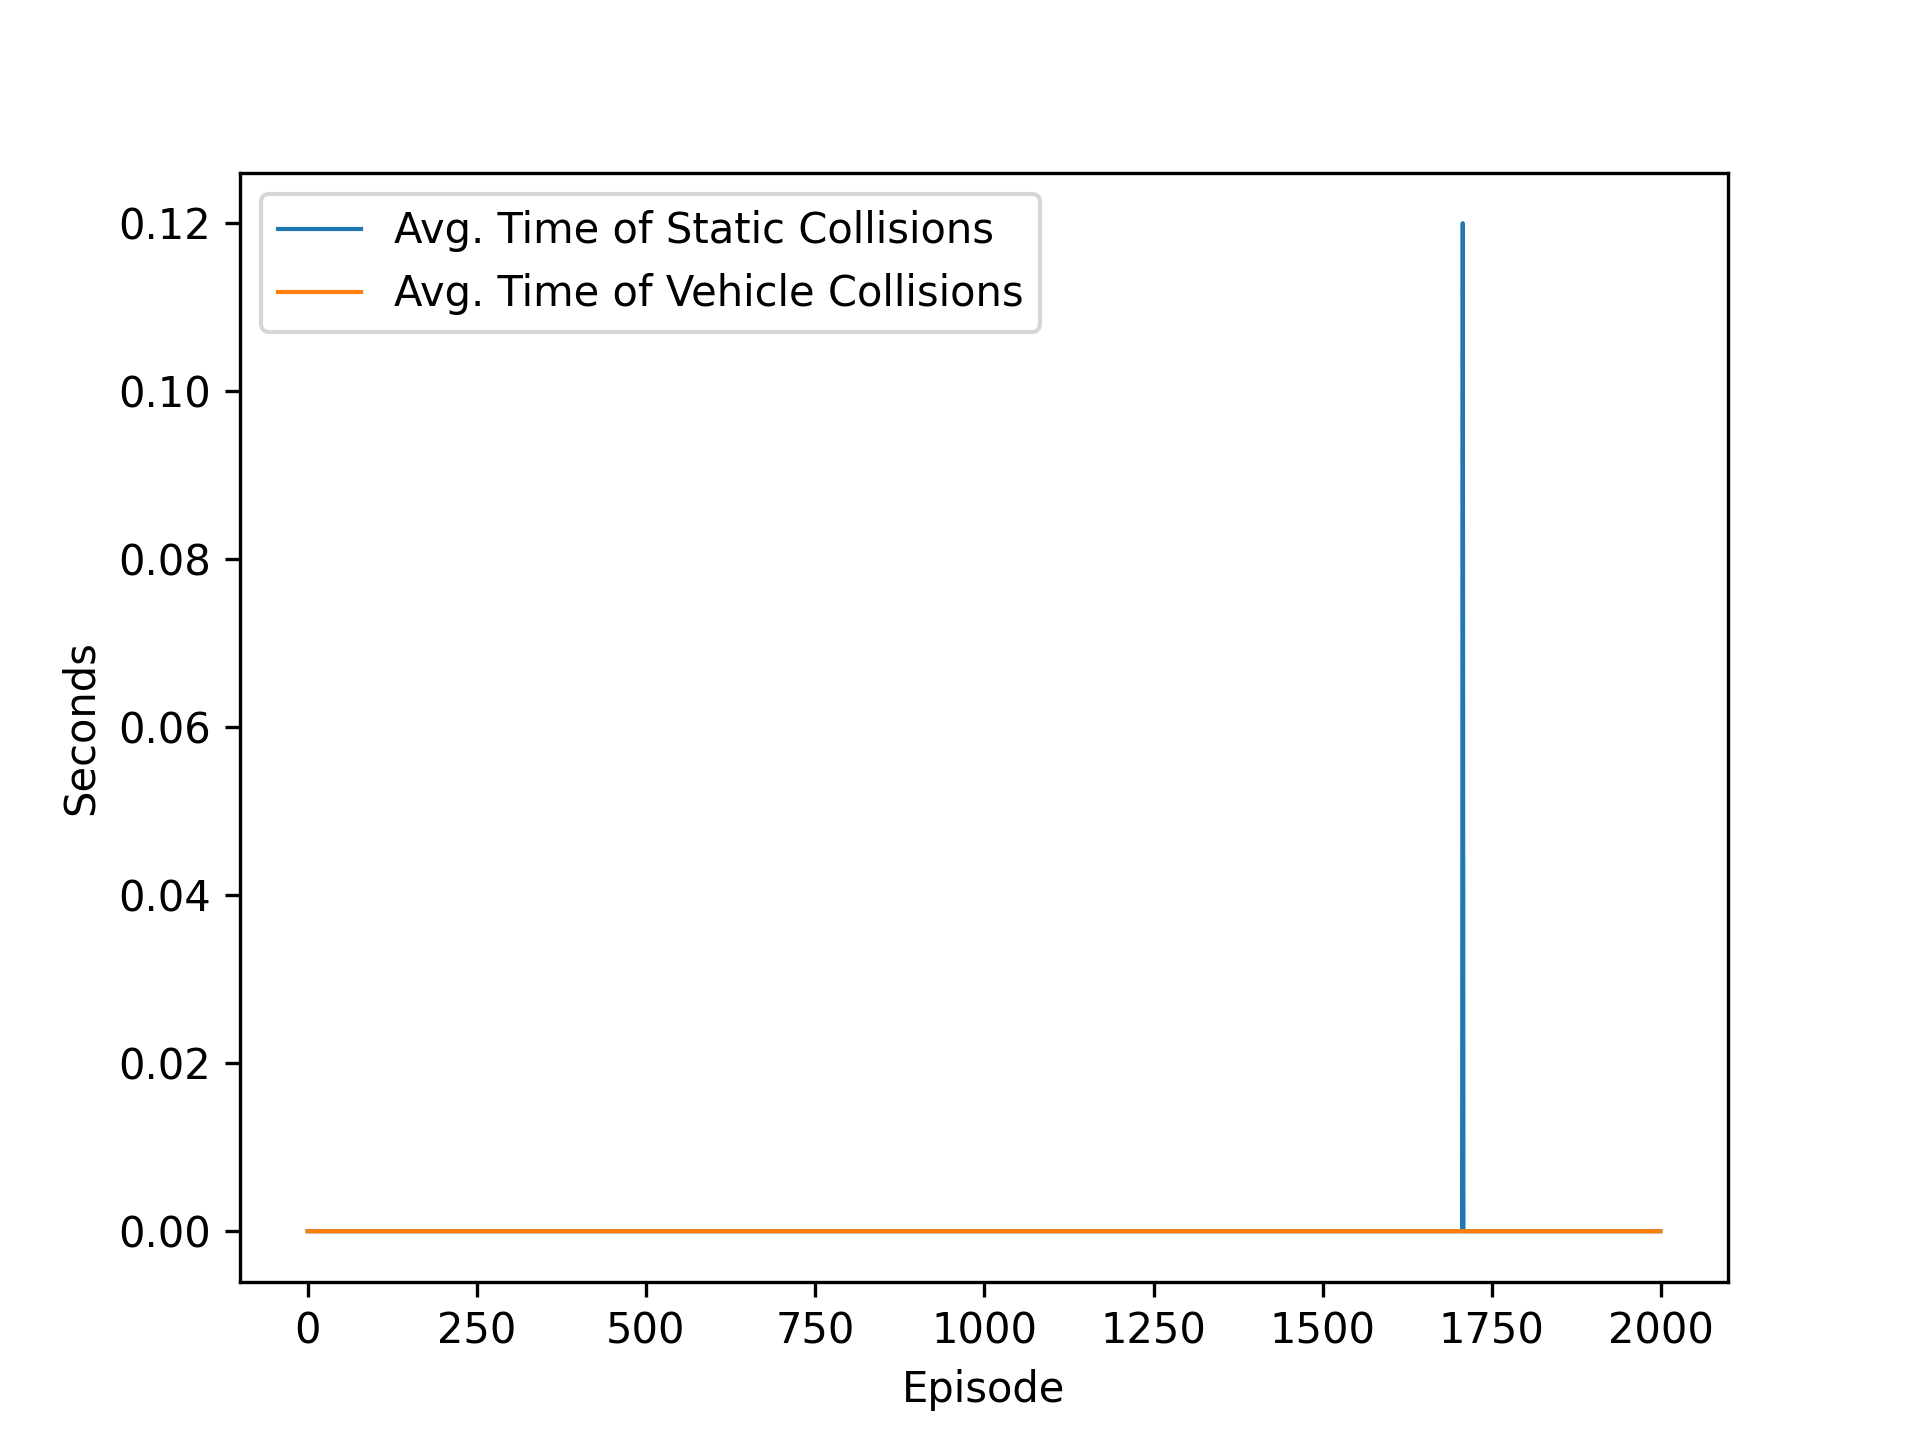 Avg. Time of Static Collisions
Avg. Time of Vehicle Collisions
0.12
0.10
0.08
0.06
0.04
0.02
0.00
Seconds
0 250 500 750 1000 1250 1500 1750 2000
Episode